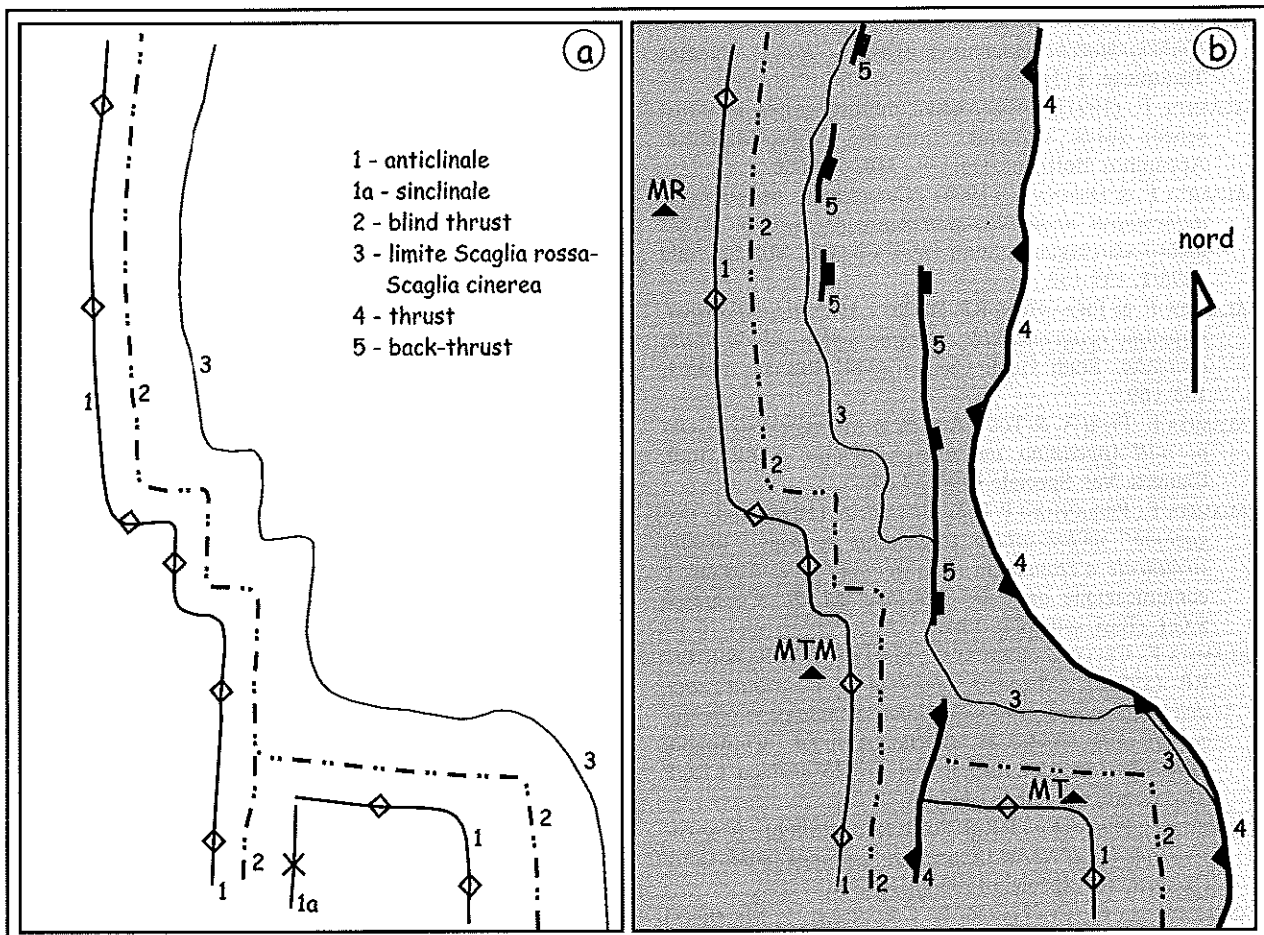 a
1 - anticlinale
1a - sinclinale
2 - blind thrust
3 - limite Scaglia rossa-
Scaglia cinerea
4 - thrust
5 - back-thrust
3
1
2
3
2
1
2
1
2
1a
b
5
4
MR
2
5
nord
1
5
4
5
3
2
4
5
MTM
3
3
MT
2
4
1
1
2
4